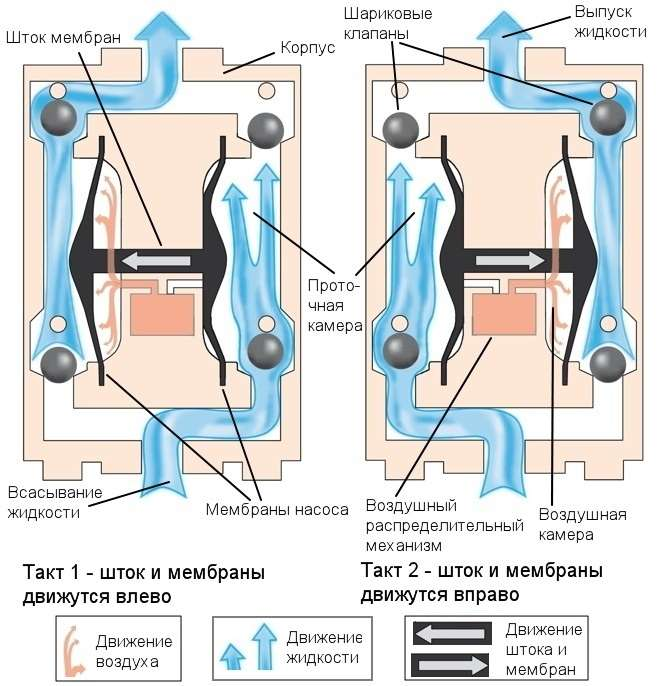 Шток мембран
Корпус
Шариковые
клапаны
Выпуск
жидкости
Прото-
чная
камера
Всасывание
жидкости
Мембраны насоса
Воздушный
распределительный
механизм
Воздушная
камера
Такт 1 - шток и мембраны
движутся влево
Такт 2 - шток и мембраны
движутся вправо
Движение
воздуха
Движение
жидкости
Движение
штока и
мембран